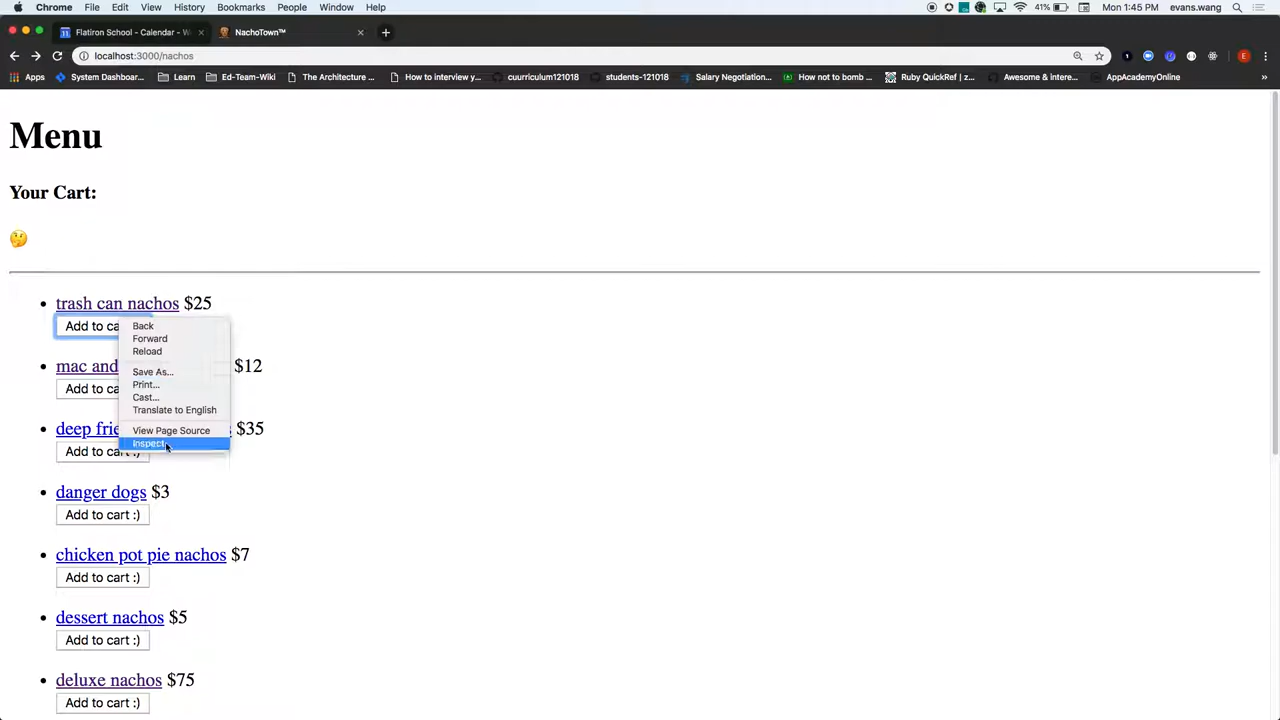 Chrome File Edit View History Bookmarks People Window Help 41% Mon 1:45 PM evans.wang
Flatiron School - Calendar - W NachoTown™
localhost:3000/nachos
Apps System Dashboar... Learn Ed-Team-Wiki The Architecture ... How to interview y... cuurriculum121018 students-121018 Salary Negotiation... How not to bomb ... Ruby QuickRef | z... Awesome & intere... AppAcademyOnline
Menu
Your Cart:
trash can nachos $25
Add to ca
Back
Forward
Reload
mac and $12
Save As...
Print...
Add to ca
Cast...
Translate to English
deep frie $35
View Page Source
Inspect
Add to cart :)
danger dogs $3
Add to cart :)
chicken pot pie nachos $7
Add to cart :)
dessert nachos $5
Add to cart :)
deluxe nachos $75
Add to cart :)